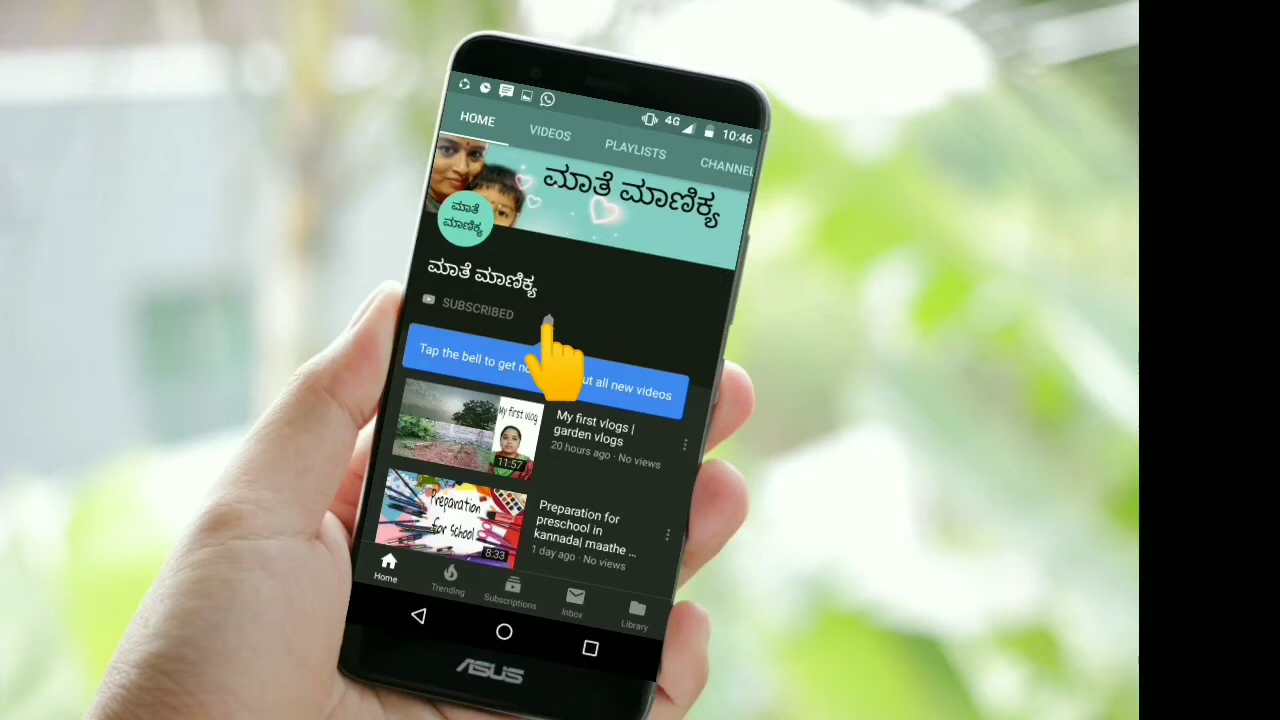 4G 10:46
HOME VIDEOS PLAYLISTS CHANNEL
ಮಾತೆ ಮಾಣಿಕ್ಯ
ಮಾತೆ
ಮಾಣಿಕ್ಯ
ಮಾತೆ ಮಾಣಿಕ್ಯ
SUBSCRIBED
Tap the bell to get no ut all new videos
My first vlog
11:57
My first vlogs |
garden vlogs
20 hours ago · No views
Preparation
for school
8:33
Preparation for
preschool in
kannada| maathe ...
1 day ago · No views
Home Trending Subscriptions Inbox Library
ASUS